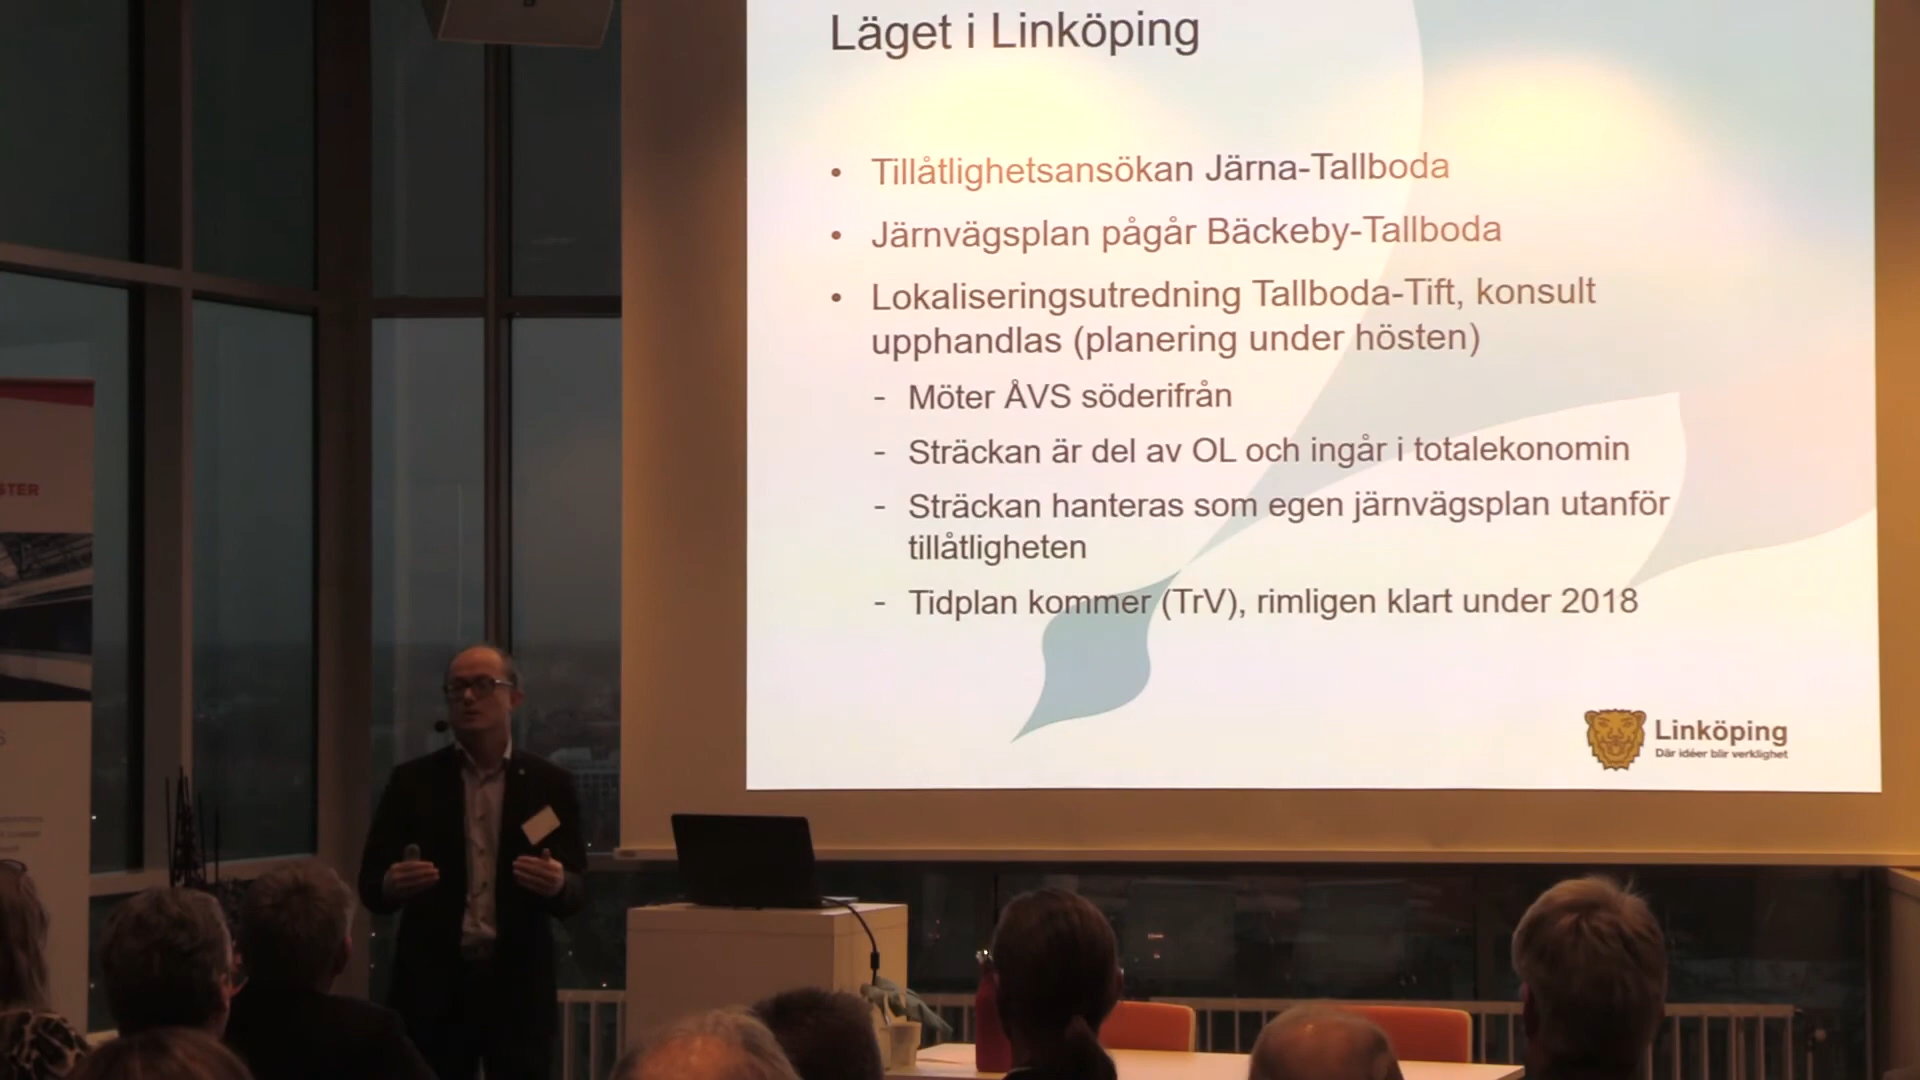 Läget i Linköping
• Tillåtlighetsansökan Järna-Tallboda
• Järnvägsplan pågår Bäckeby-Tallboda
• Lokaliseringsutredning Tallboda-Tift, konsult
upphandlas (planering under hösten)
- Möter ÅVS söderifrån
- Sträckan är del av OL och ingår i totalekonomin
- Sträckan hanteras som egen järnvägsplan utanför
tillåtligheten
- Tidplan kommer (TrV), rimligen klart under 2018
Linköping
Där idéer blir verklighet
STER